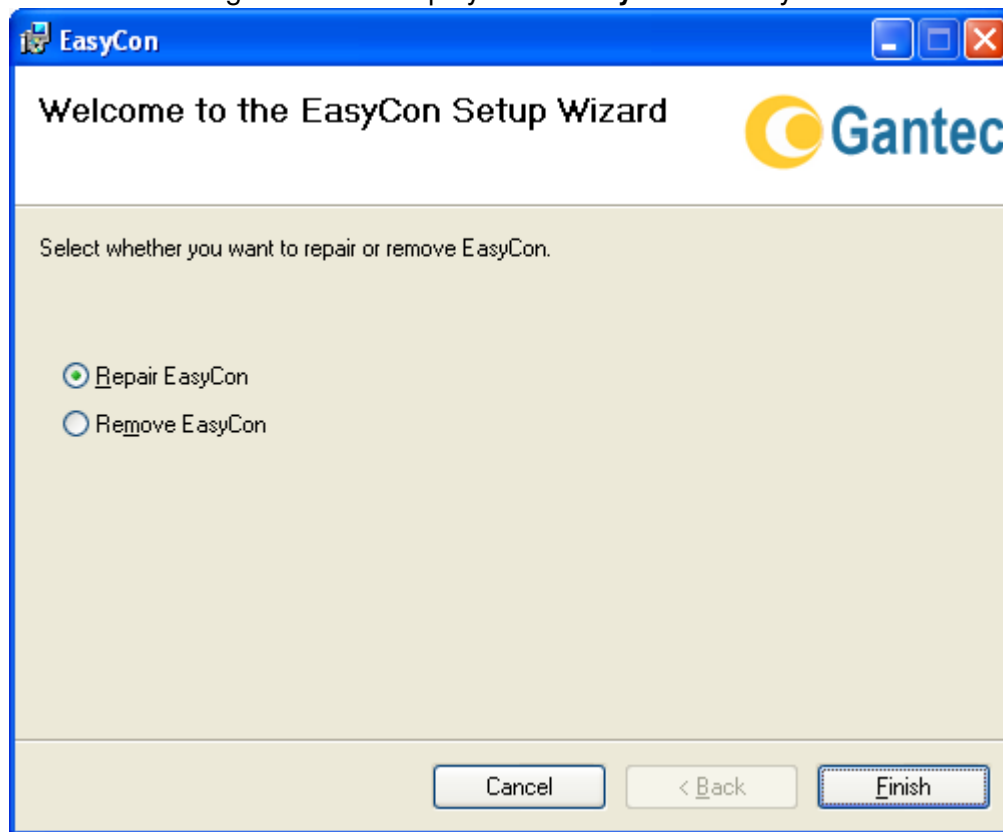 EasyCon
Welcome to the EasyCon Setup Wizard
Gantec
Select whether you want to repair or remove EasyCon.
Repair EasyCon
Remove EasyCon
Cancel
< Back
Finish